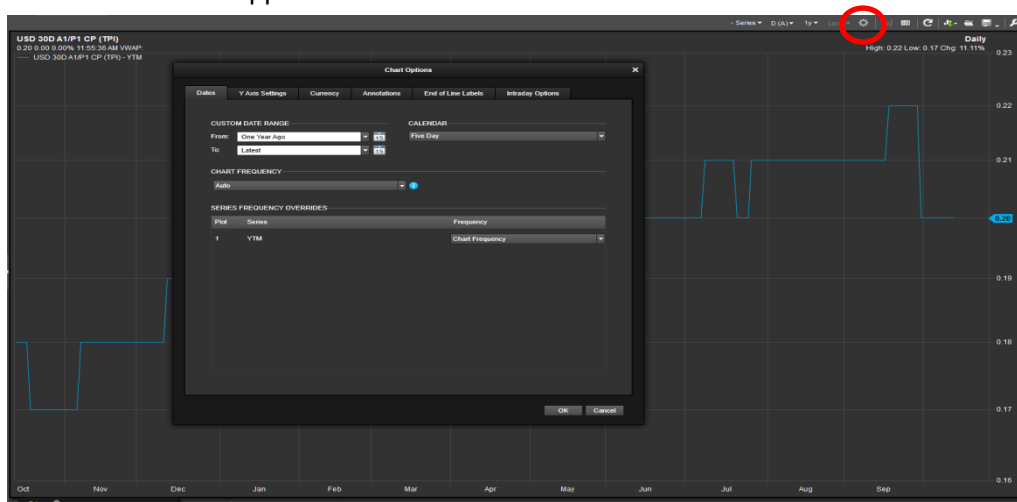 Series D (A) 1y
USD 30D A1/P1 CP (TPI)
0.20 0.00 0.00% 11:55:36 AM VWAP:
USD 30D A1/P1 CP (TPI) - YTM
Daily
High: 0.22 Low: 0.17 Chg: 11.11%
Chart Options
Dates Y Axis Settings Currency Annotations End of Line Labels Intraday Options
CUSTOM DATE RANGE CALENDAR
From: One Year Ago Five Day
To: Latest
CHART FREQUENCY
Auto
SERIES FREQUENCY OVERRIDES
Plot Series Frequency
1 YTM Chart Frequency
OK Cancel
0.23
0.22
0.21
0.20
0.19
0.18
0.17
0.16
Oct Nov Dec Jan Feb Mar Apr May Jun Jul Aug Sep